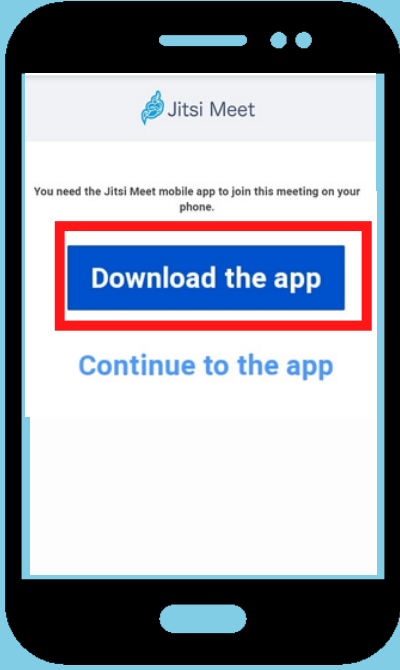 Jitsi Meet
You need the Jitsi Meet mobile app to join this meeting on your
phone.
Download the app
Continue to the app